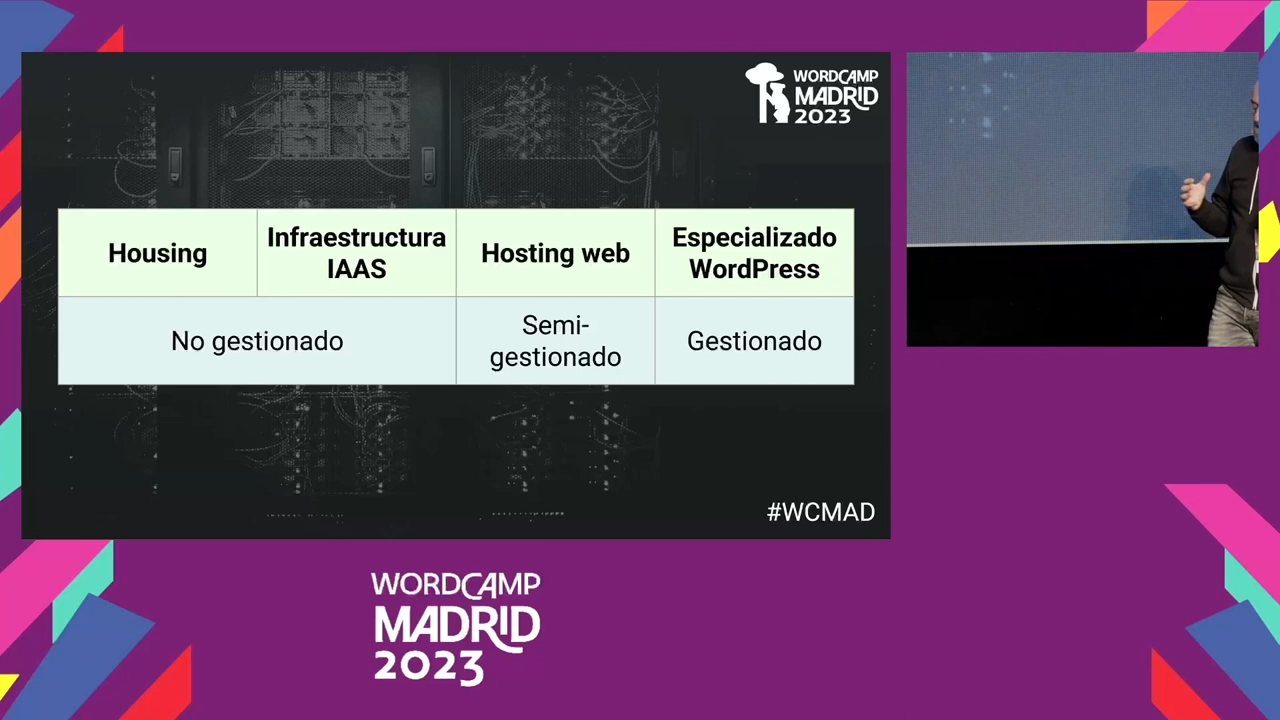 WORDCAMP
MADRID
2023
Housing
Infraestructura
IAAS
Hosting web
Especializado
WordPress
No gestionado
Semi-
gestionado
Gestionado
#WCMAD
WORDCAMP
MADRID
2023